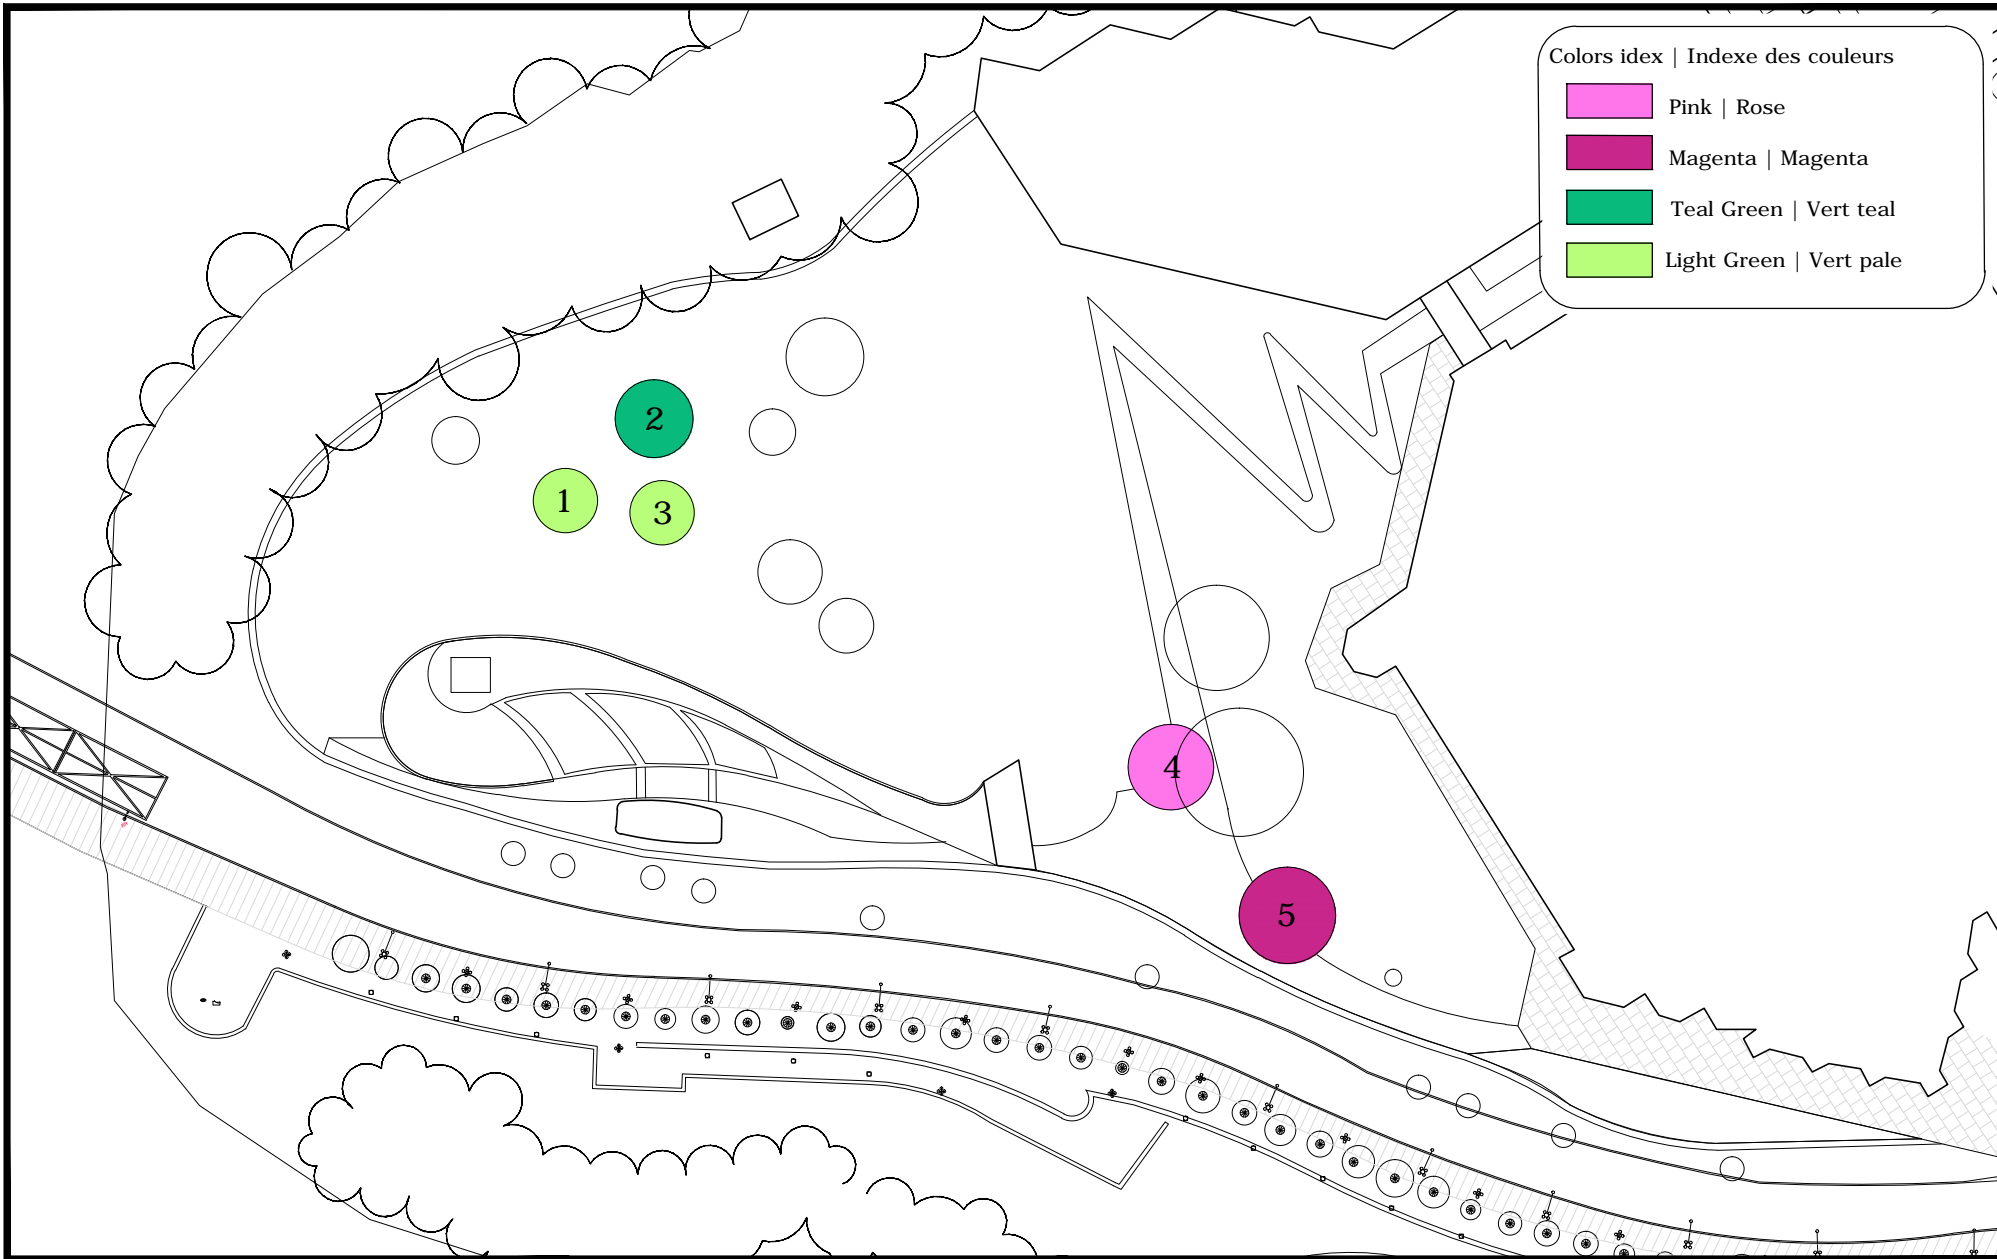 Colors idex | Indexe des couleurs
Pink | Rose
Magenta | Magenta
Teal Green | Vert teal
Light Green | Vert pale
2
1
3
4
5